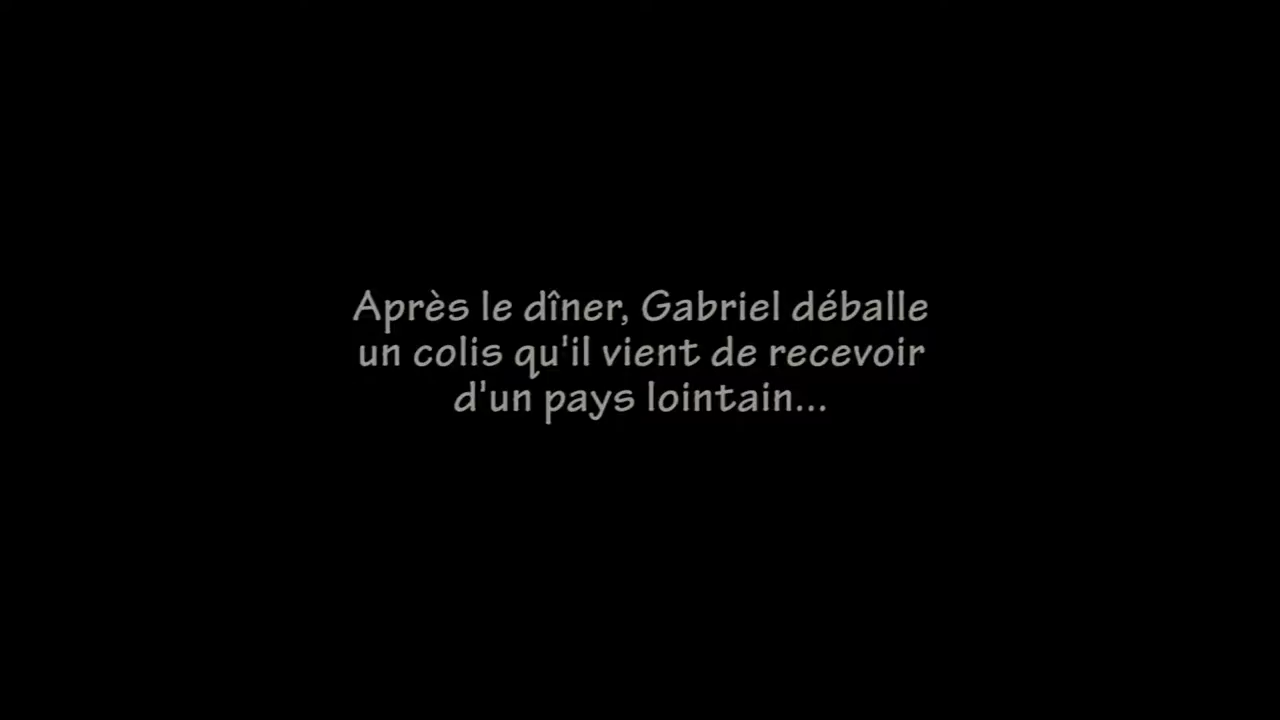 Après le dîner, Gabriel déballe
un colis qu'il vient de recevoir
d'un pays lointain...